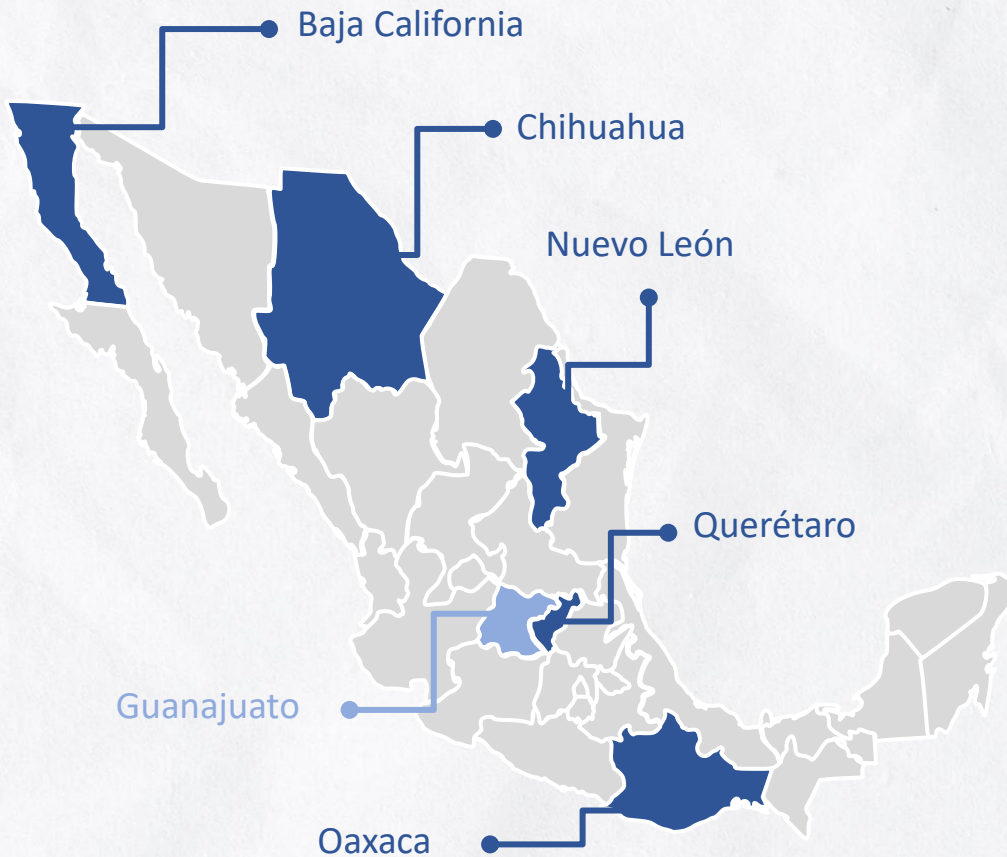 Baja California
Chihuahua
Nuevo León
Querétaro
Guanajuato
Oaxaca